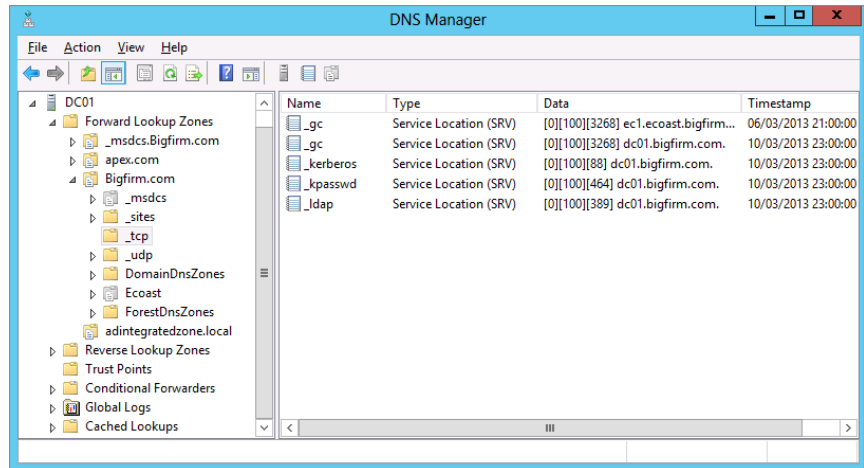 DNS Manager
File Action View Help
DC01
Forward Lookup Zones
_msdcs.Bigfirm.com
apex.com
Bigfirm.com
_msdcs
_sites
_tcp
_udp
DomainDnsZones
Ecoast
ForestDnsZones
adintegratedzone.local
Reverse Lookup Zones
Trust Points
Conditional Forwarders
Global Logs
Cached Lookups
Name Type Data Timestamp
_gc Service Location (SRV) [0][100][3268] ec1.ecoast.bigfirm... 06/03/2013 21:00:00
_gc Service Location (SRV) [0][100][3268] dc01.bigfirm.com. 10/03/2013 23:00:00
_kerberos Service Location (SRV) [0][100][88] dc01.bigfirm.com. 10/03/2013 23:00:00
_kpasswd Service Location (SRV) [0][100][464] dc01.bigfirm.com. 10/03/2013 23:00:00
_ldap Service Location (SRV) [0][100][389] dc01.bigfirm.com. 10/03/2013 23:00:00